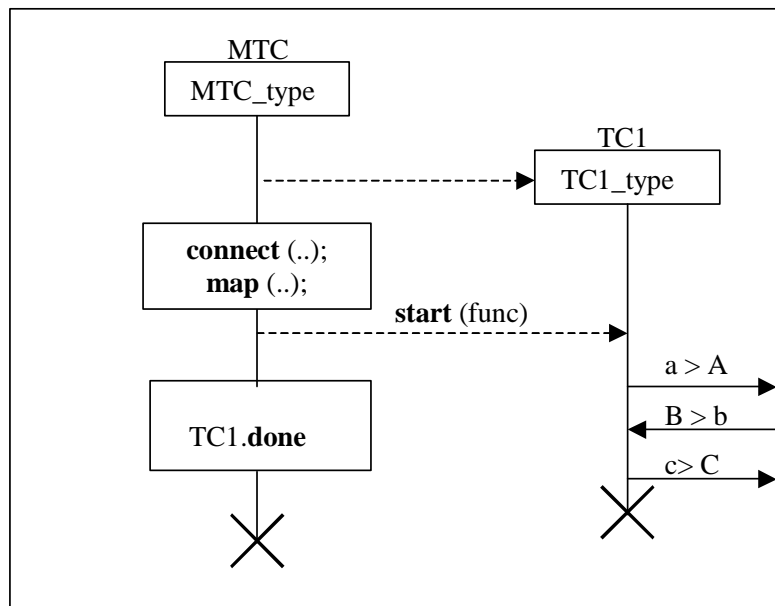 MTC
MTC_type
TC1
TC1_type
connect (..);
map (..);
start (func)
a > A
B > b
TC1.done
c> C